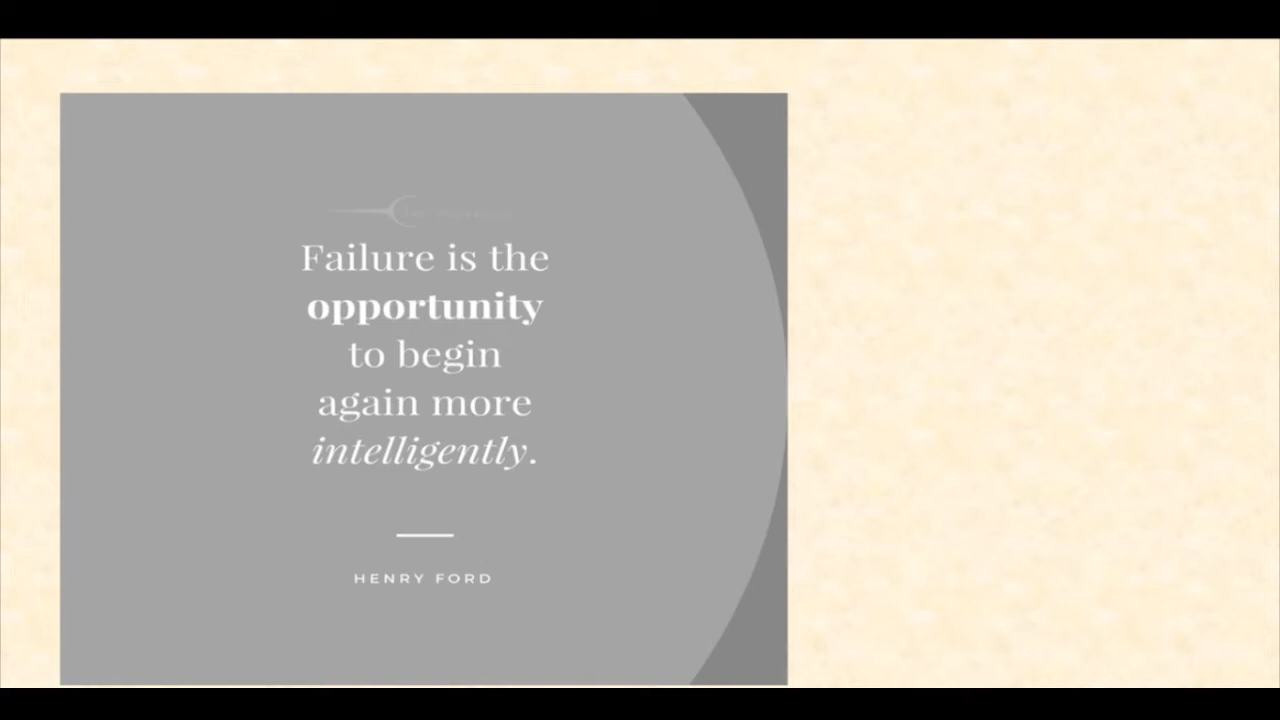 Failure is the
opportunity
to begin
again more
intelligently.
HENRY FORD